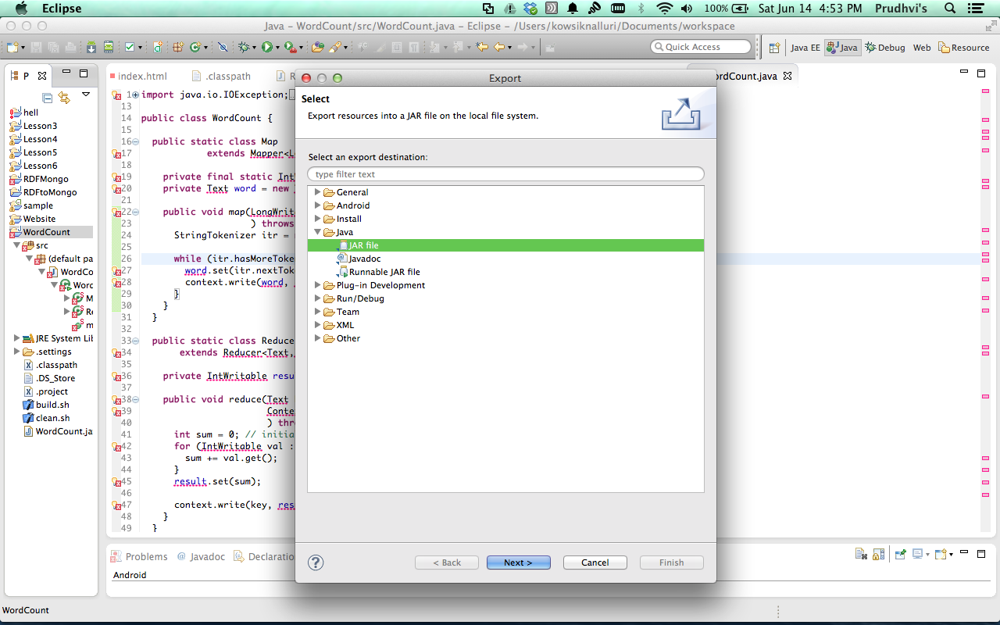 Eclipse 100% Sat Jun 14 4:53 PM Prudhvi's
Java – WordCount/src/WordCount.java – Eclipse – /Users/kowsiknalluri/Documents/workspace
Quick Access Java EE Java Debug Web Resource
P
index.html .classpath R ordCount.java
hell
Lesson3
Lesson4
Lesson5
Lesson6
RDFMongo
RDFtoMongo
sample
Website
WordCount
src
(default pa
WordCo
Word
M
Re
m
JRE System Lib
.settings
.classpath
.DS_Store
.project
build.sh
clean.sh
WordCount.ja
1 import java.io.IOException;
13
14 public class WordCount {
15
16 public static class Map
17 extends Mapper<L
18
19 private final static Int
20 private Text word = new
21
22 public void map(LongWrit
23 ) throws
24 StringTokenizer itr =
25
26 while (itr.hasMoreToke
27 word.set(itr.nextTok
28 context.write(word,
29 }
30 }
31 }
32
33 public static class Reduce
34 extends Reducer<Text,
35
36 private IntWritable resu
37
38 public void reduce(Text
39 Conte
40 ) thro
41 int sum = 0; // initia
42 for (IntWritable val :
43 sum += val.get();
44 }
45 result.set(sum);
46
47 context.write(key, res
48 }
49 }
Export
Select
Export resources into a JAR file on the local file system.
Select an export destination:
type filter text
General
Android
Install
Java
JAR file
Javadoc
Runnable JAR file
Plug-in Development
Run/Debug
Team
XML
Other
? < Back Next > Cancel Finish
Problems @ Javadoc Declaratio
Android
WordCount